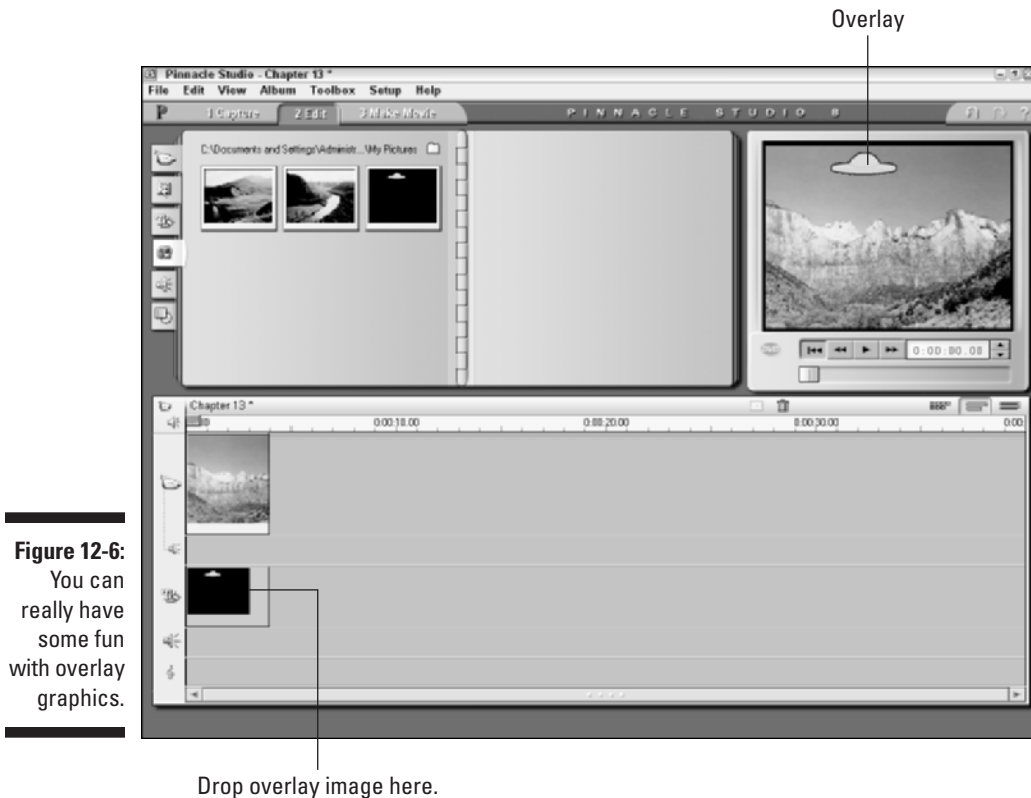 Overlay
Pinnacle Studio - Chapter 13 *
File Edit View Album Toolbox Setup Help
P 1 Capture 2 Edit 3 Make Movie PINNACLE STUDIO 8 ?
C:\Documents and Settings\Administr...\My Pictures
0:00:00.00
Chapter 13 *
0:00:10.00 0:00:20.00 0:00:30.00 0:00
Figure 12-6:
You can
really have
some fun
with overlay
graphics.
Drop overlay image here.